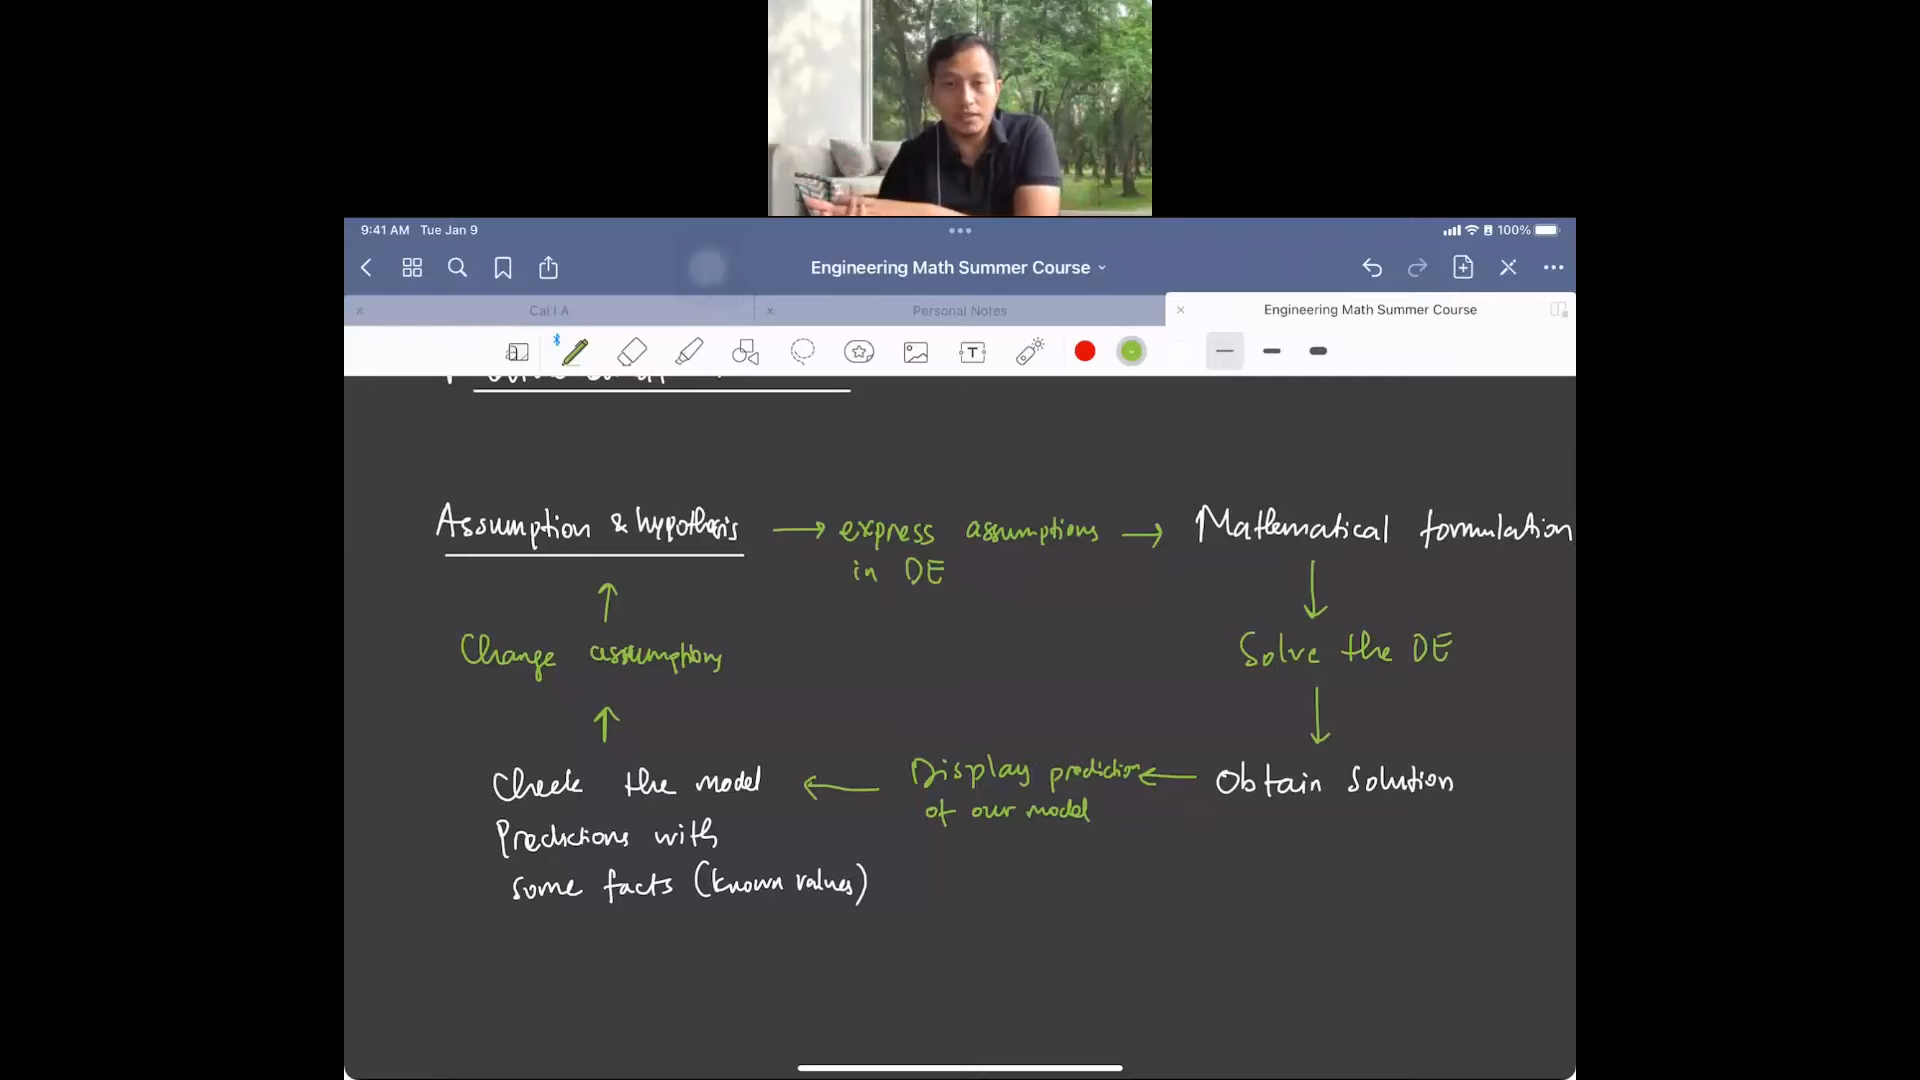 9:41 AM Tue Jan 9
100%
Engineering Math Summer Course
Cal I A
Personal Notes
Engineering Math Summer Course
Assumption & hypothesis → express assumptions → Mathematical formulation
in DE
↑ ↓
Change assumptions Solve the DE
↑ ↓
Check the model ← Display prediction ← Obtain solution
Predictions with of our model
some facts (known values)